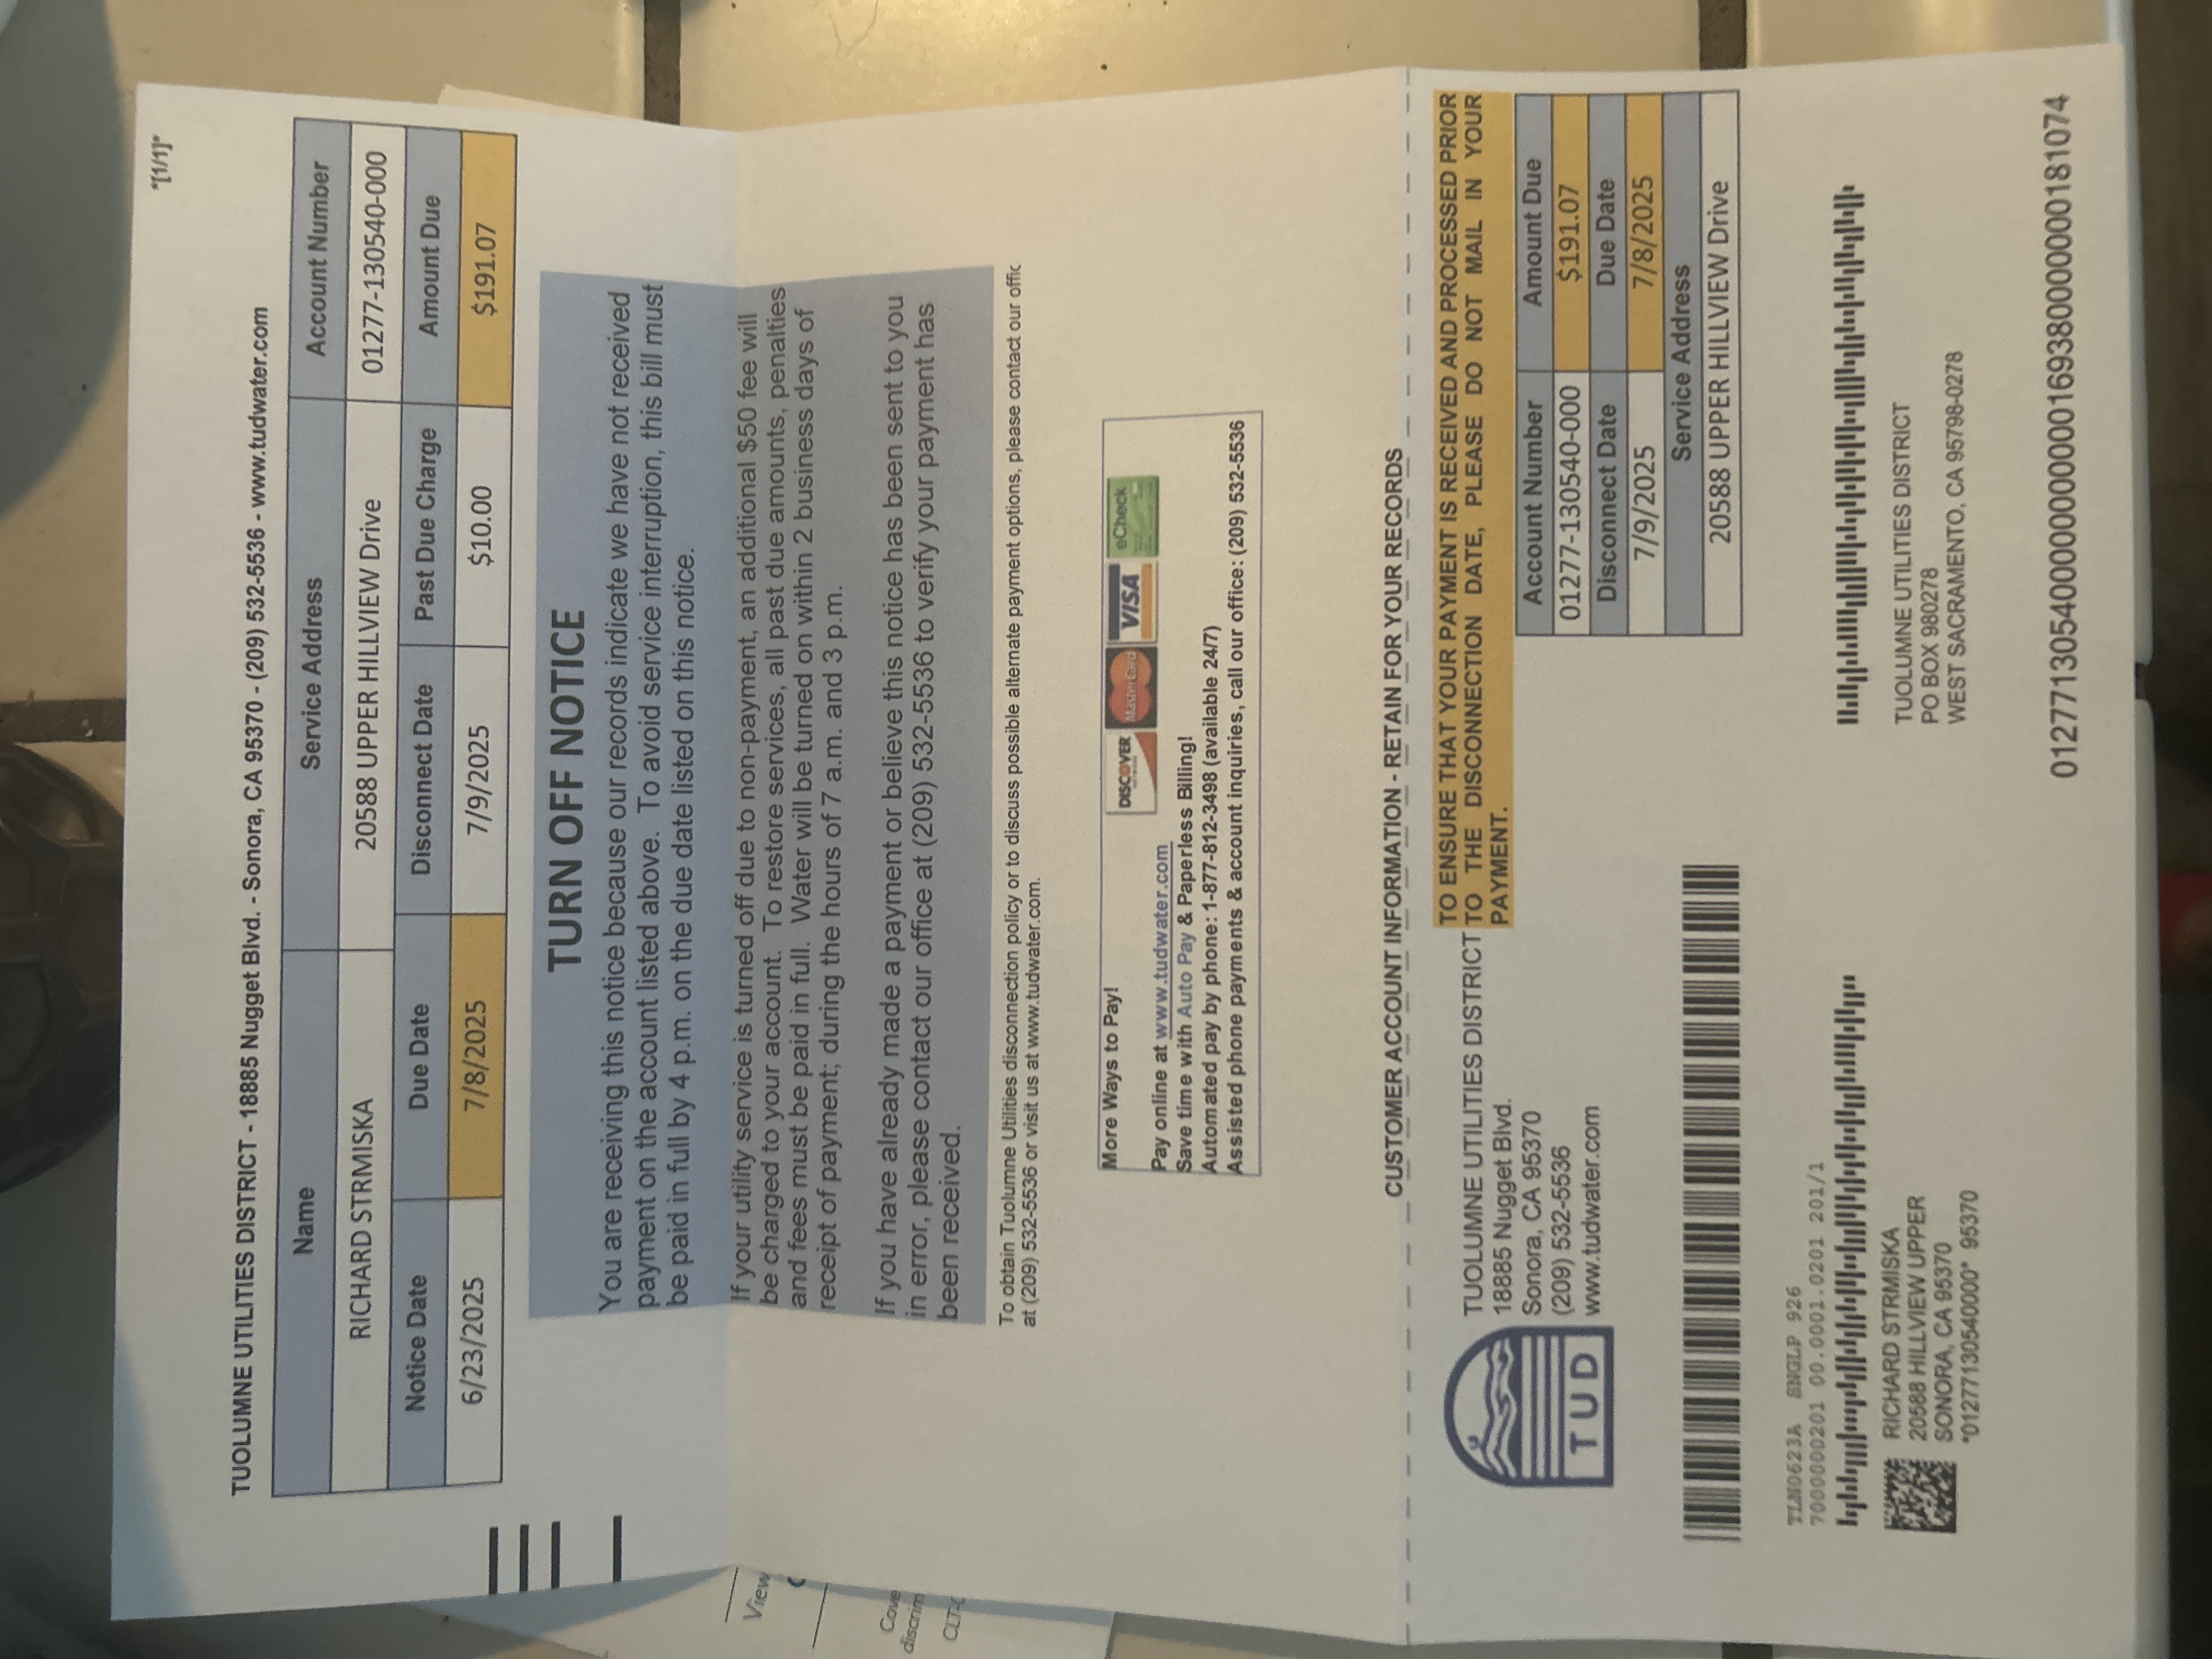 *[1/1]*
TUOLUMNE UTILITIES DISTRICT - 18885 Nugget Blvd. - Sonora, CA 95370 - (209) 532-5536 - www.tudwater.com
Name Service Address Account Number
RICHARD STRMISKA 20588 UPPER HILLVIEW Drive 01277-130540-000
Notice Date Due Date Disconnect Date Past Due Charge Amount Due
6/23/2025 7/8/2025 7/9/2025 $10.00 $191.07
TURN OFF NOTICE
You are receiving this notice because our records indicate we have not received
payment on the account listed above. To avoid service interruption, this bill must
be paid in full by 4 p.m. on the due date listed on this notice.
If your utility service is turned off due to non-payment, an additional $50 fee will
be charged to your account. To restore services, all past due amounts, penalties
and fees must be paid in full. Water will be turned on within 2 business days of
receipt of payment; during the hours of 7 a.m. and 3 p.m.
If you have already made a payment or believe this notice has been sent to you
in error, please contact our office at (209) 532-5536 to verify your payment has
been received.
To obtain Tuolumne Utilities disconnection policy or to discuss possible alternate payment options, please contact our offic
at (209) 532-5536 or visit us at www.tudwater.com.
More Ways to Pay!
DISCOVER MasterCard VISA eCheck
Pay online at www.tudwater.com
Save time with Auto Pay & Paperless Billing!
Automated pay by phone: 1-877-812-3498 (available 24/7)
Assisted phone payments & account inquiries, call our office: (209) 532-5536
CUSTOMER ACCOUNT INFORMATION - RETAIN FOR YOUR RECORDS
TUD
TUOLUMNE UTILITIES DISTRICT
18885 Nugget Blvd.
Sonora, CA 95370
(209) 532-5536
www.tudwater.com
TO ENSURE THAT YOUR PAYMENT IS RECEIVED AND PROCESSED PRIOR
TO THE DISCONNECTION DATE, PLEASE DO NOT MAIL IN YOUR
PAYMENT.
Account Number Amount Due
01277-130540-000 $191.07
Disconnect Date Due Date
7/9/2025 7/8/2025
Service Address
20588 UPPER HILLVIEW Drive
TLN0623A SNGLP 926
7000000201 00.0001.0201 201/1
RICHARD STRMISKA
20588 HILLVIEW UPPER
SONORA, CA 95370
*01277130540000* 95370
TUOLUMNE UTILITIES DISTRICT
PO BOX 980278
WEST SACRAMENTO, CA 95798-0278
View
Cove
discrim
CLT-